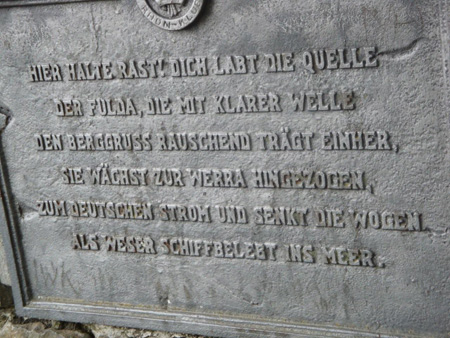 HIER HALTE RAST! DICH LABT DIE QUELLE
DER FULDA, DIE MIT KLARER WELLE
DEN BERGGRUSS RAUSCHEND TRÄGT EINHER,
SIE WÄCHST ZUR WERRA HINGEZOGEN,
ZUM DEUTSCHEN STROM UND SENKT DIE WOGEN
ALS WESER SCHIFFBELEBT INS MEER.